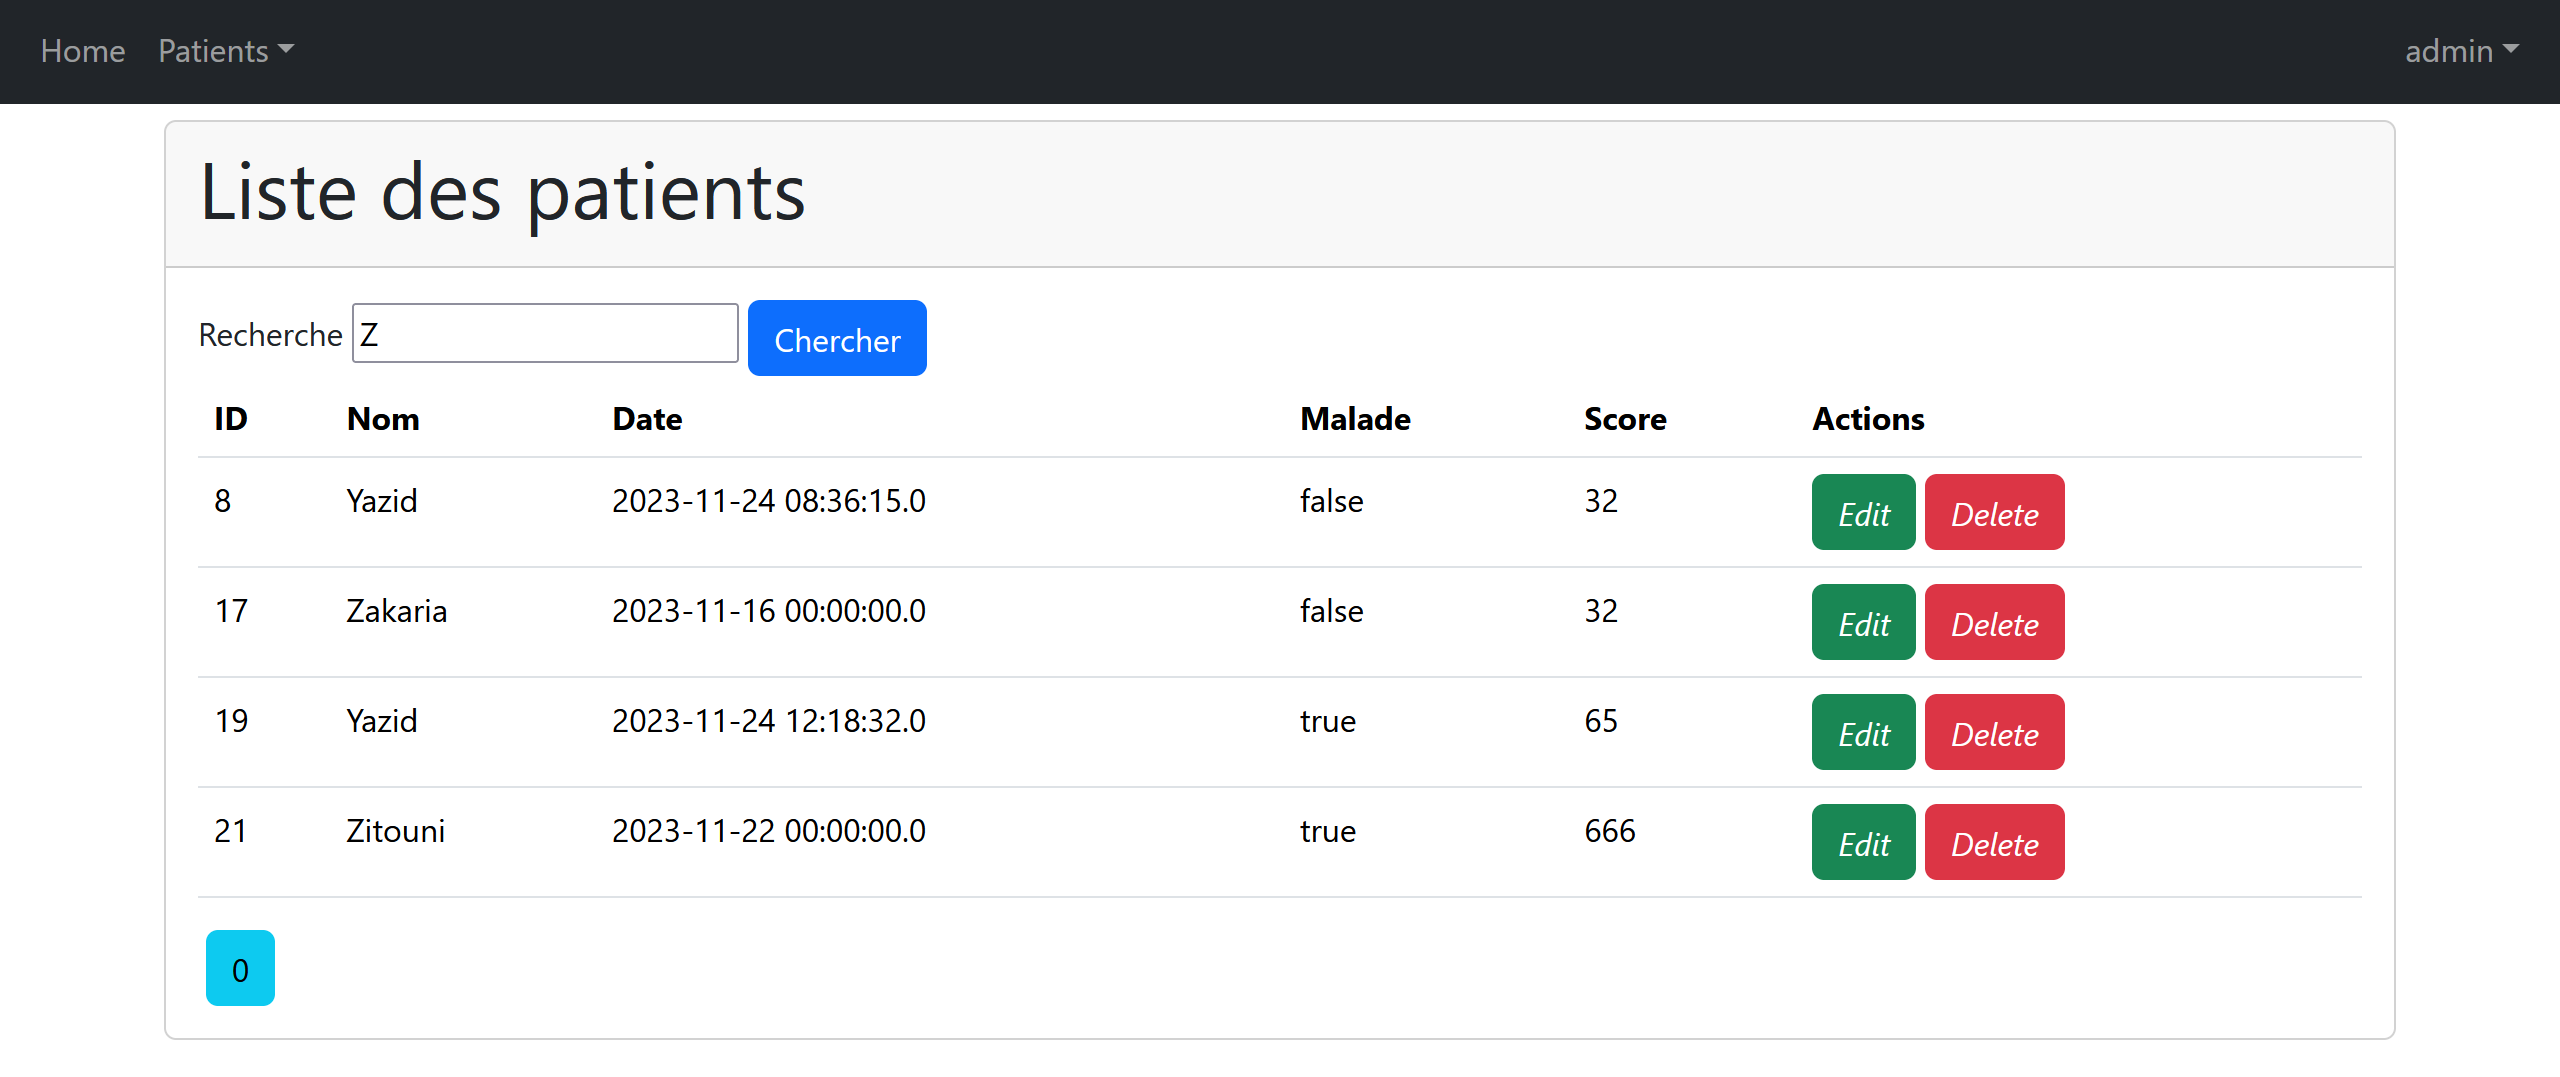 Home Patients admin
Liste des patients
Recherche Z Chercher
ID Nom Date Malade Score Actions
8 Yazid 2023-11-24 08:36:15.0 false 32 Edit Delete
17 Zakaria 2023-11-16 00:00:00.0 false 32 Edit Delete
19 Yazid 2023-11-24 12:18:32.0 true 65 Edit Delete
21 Zitouni 2023-11-22 00:00:00.0 true 666 Edit Delete
0